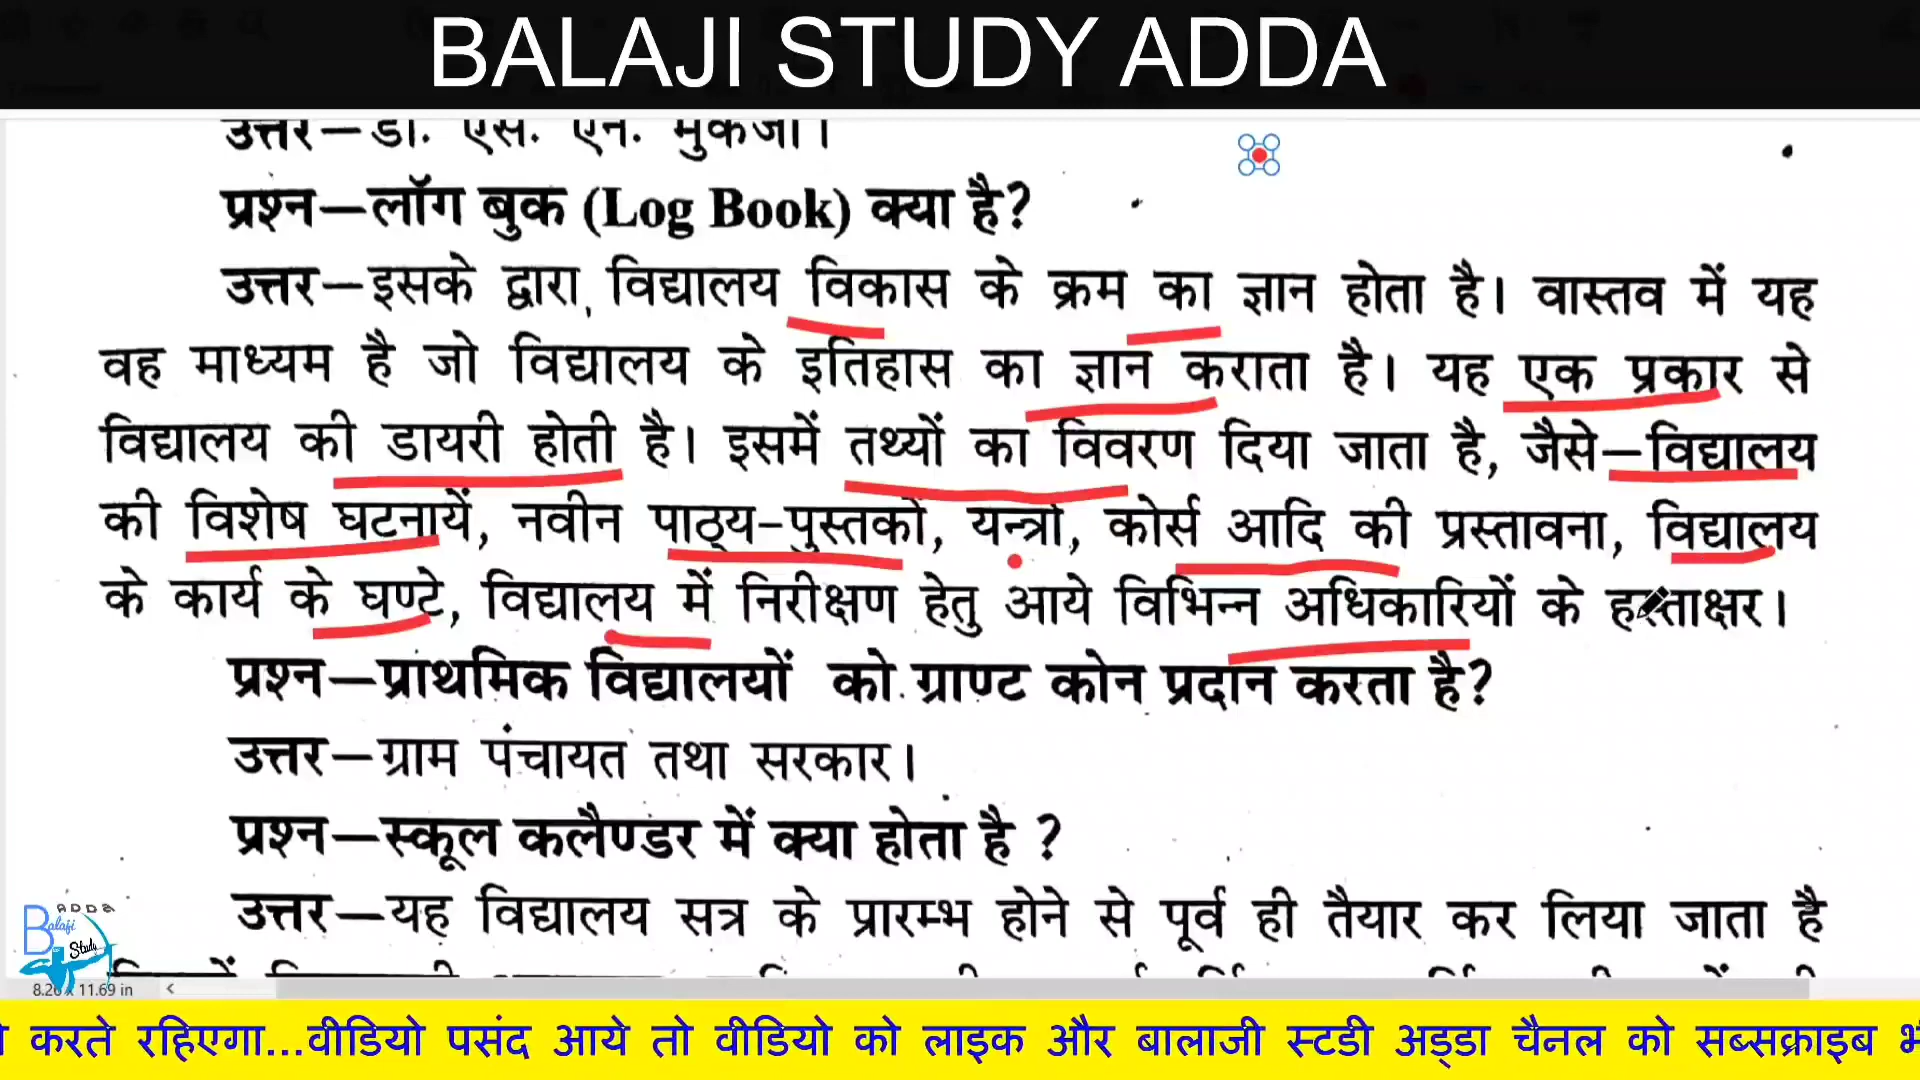 BALAJI STUDY ADDA
उत्तर—डॉ. एस. एन. मुकर्जी।
प्रश्न—लॉग बुक (Log Book) क्या है?
उत्तर—इसके द्वारा विद्यालय विकास के क्रम का ज्ञान होता है। वास्तव में यह
वह माध्यम है जो विद्यालय के इतिहास का ज्ञान कराता है। यह एक प्रकार से
विद्यालय की डायरी होती है। इसमें तथ्यों का विवरण दिया जाता है, जैसे—विद्यालय
की विशेष घटनायें, नवीन पाठ्य-पुस्तकों, यन्त्रों, कोर्स आदि की प्रस्तावना, विद्यालय
के कार्य के घण्टे, विद्यालय में निरीक्षण हेतु आये विभिन्न अधिकारियों के हस्ताक्षर।
प्रश्न—प्राथमिक विद्यालयों को ग्राण्ट कोन प्रदान करता है?
उत्तर—ग्राम पंचायत तथा सरकार।
प्रश्न—स्कूल कलैण्डर में क्या होता है ?
उत्तर—यह विद्यालय सत्र के प्रारम्भ होने से पूर्व ही तैयार कर लिया जाता है
ADDA
Balaji
Study
8.26 x 11.69 in
करते रहिएगा...वीडियो पसंद आये तो वीडियो को लाइक और बालाजी स्टडी अड्डा चैनल को सब्सक्राइब